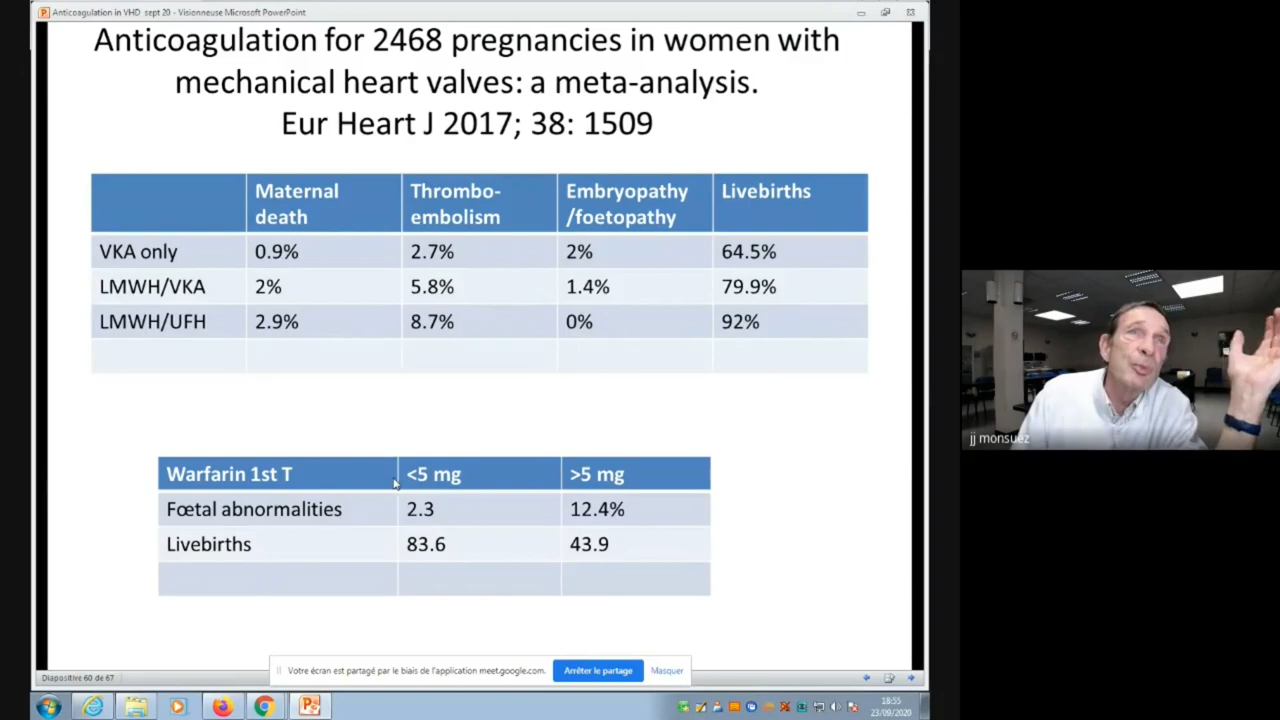 Anticoagulation in VHD sept 20 - Visionneuse Microsoft PowerPoint
Anticoagulation for 2468 pregnancies in women with
mechanical heart valves: a meta-analysis.
Eur Heart J 2017; 38: 1509
Maternal death Thrombo-embolism Embryopathy/foetopathy Livebirths
VKA only 0.9% 2.7% 2% 64.5%
LMWH/VKA 2% 5.8% 1.4% 79.9%
LMWH/UFH 2.9% 8.7% 0% 92%
Warfarin 1st T <5 mg >5 mg
Fœtal abnormalities 2.3 12.4%
Livebirths 83.6 43.9
jj monsuez
Votre écran est partagé par le biais de l'application meet.google.com. Arrêter le partage Masquer
Diapositive 60 de 67
18:55
23/09/2020